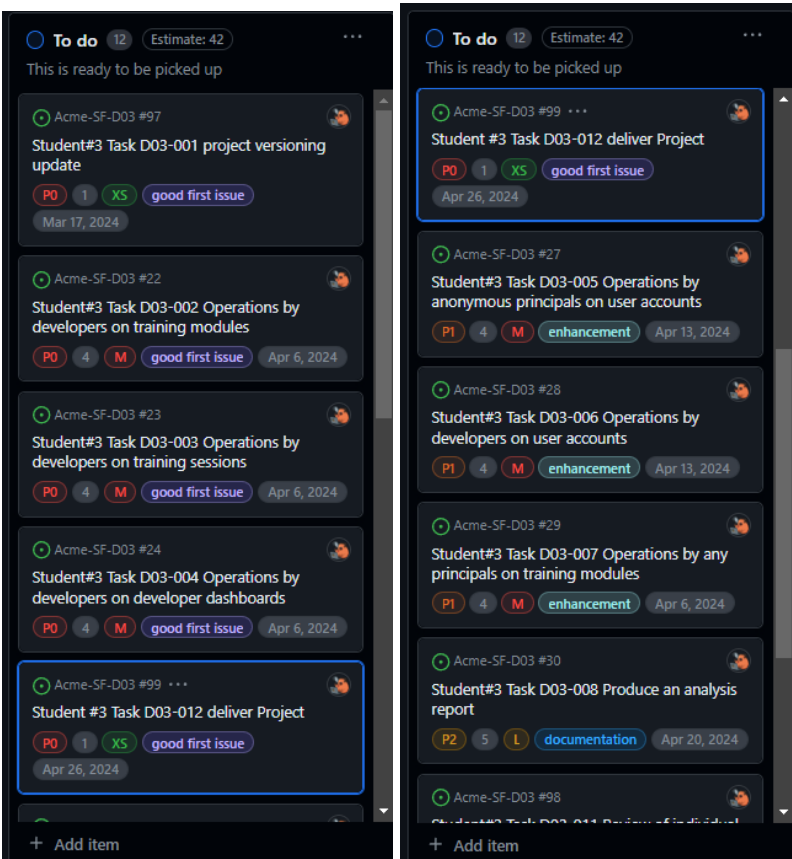 To do 12 Estimate: 42 ...
This is ready to be picked up
Acme-SF-D03 #97
Student#3 Task D03-001 project versioning
update
P0 1 XS good first issue
Mar 17, 2024
Acme-SF-D03 #22
Student#3 Task D03-002 Operations by
developers on training modules
P0 4 M good first issue Apr 6, 2024
Acme-SF-D03 #23
Student#3 Task D03-003 Operations by
developers on training sessions
P0 4 M good first issue Apr 6, 2024
Acme-SF-D03 #24
Student#3 Task D03-004 Operations by
developers on developer dashboards
P0 4 M good first issue Apr 6, 2024
Acme-SF-D03 #99 ...
Student #3 Task D03-012 deliver Project
P0 1 XS good first issue
Apr 26, 2024
+ Add item
To do 12 Estimate: 42 ...
This is ready to be picked up
Acme-SF-D03 #99 ...
Student #3 Task D03-012 deliver Project
P0 1 XS good first issue
Apr 26, 2024
Acme-SF-D03 #27
Student#3 Task D03-005 Operations by
anonymous principals on user accounts
P1 4 M enhancement Apr 13, 2024
Acme-SF-D03 #28
Student#3 Task D03-006 Operations by
developers on user accounts
P1 4 M enhancement Apr 13, 2024
Acme-SF-D03 #29
Student#3 Task D03-007 Operations by any
principals on training modules
P1 4 M enhancement Apr 6, 2024
Acme-SF-D03 #30
Student#3 Task D03-008 Produce an analysis
report
P2 5 L documentation Apr 20, 2024
Acme-SF-D03 #98
Student#3 Task D03-011 Review of individual
+ Add item